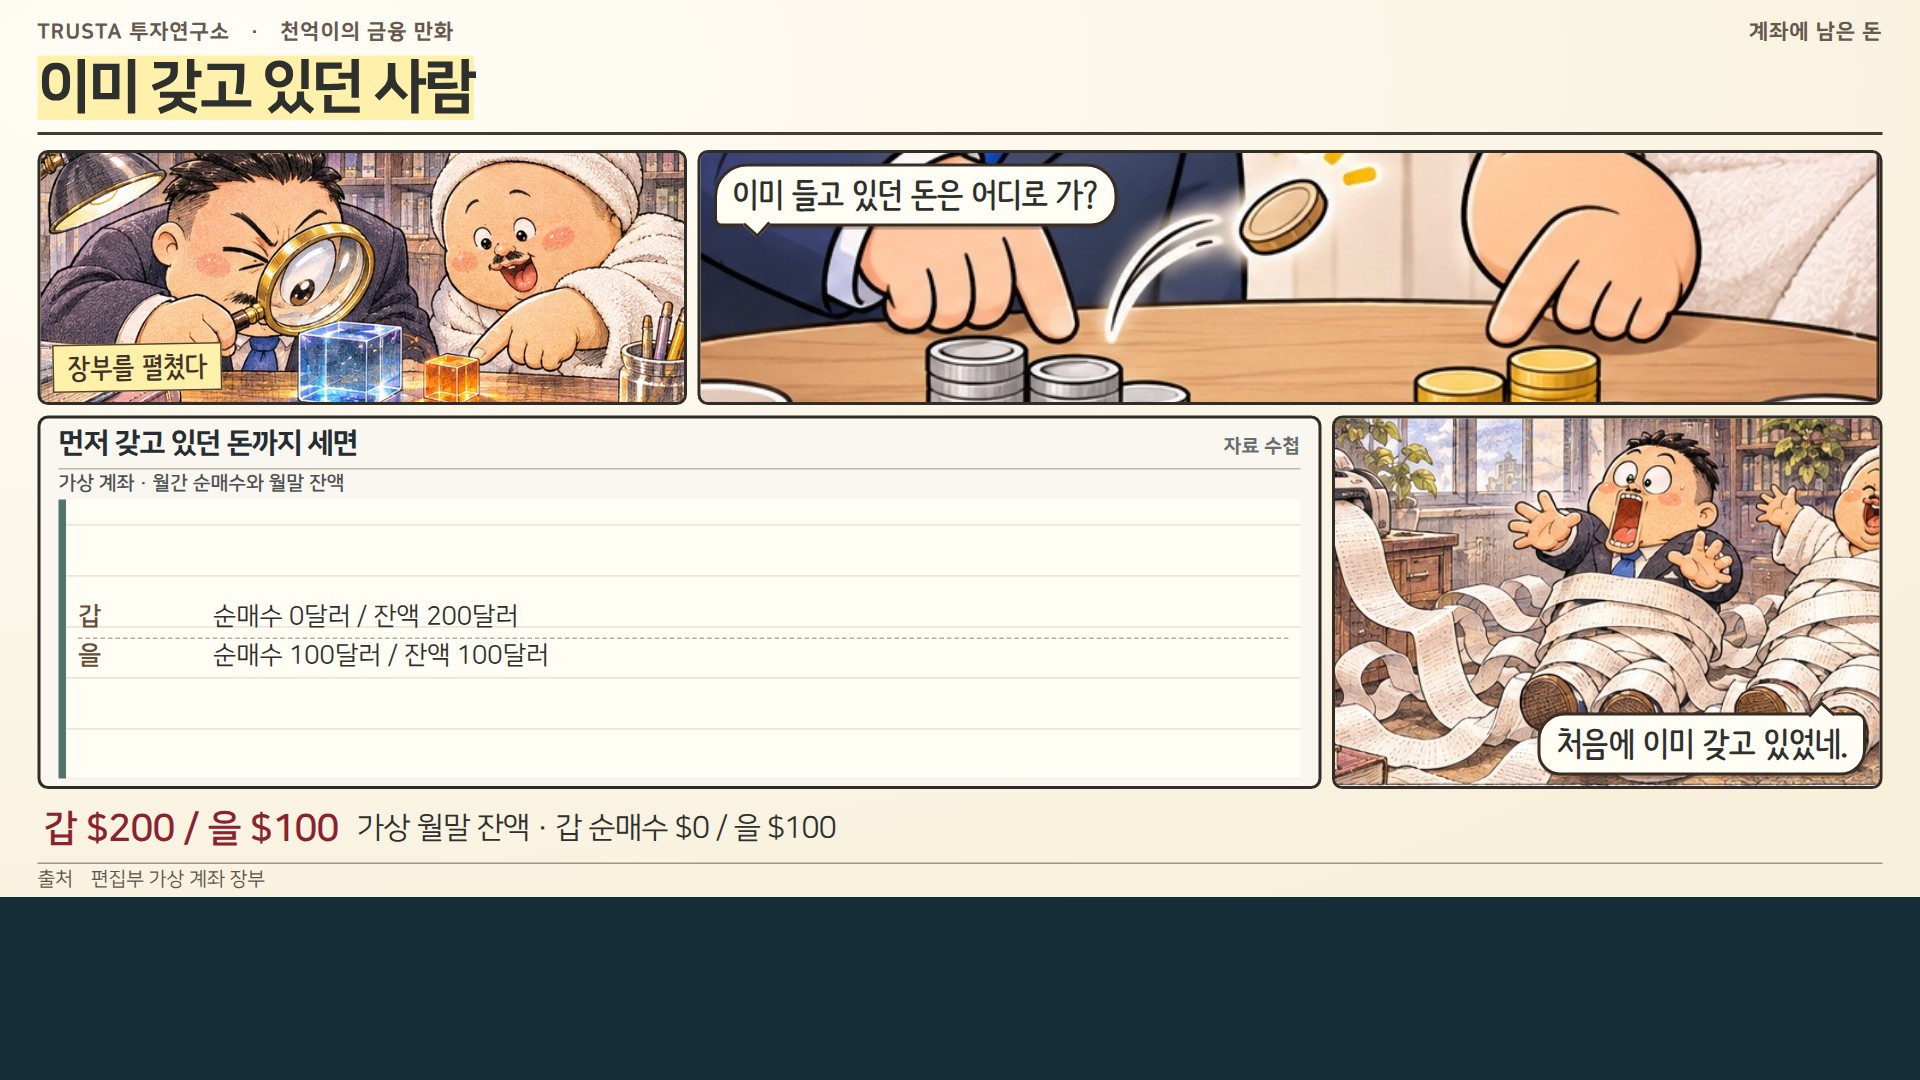 TRUSTA 투자연구소 · 천억이의 금융 만화
계좌에 남은 돈
이미 갖고 있던 사람
장부를 펼쳤다
이미 들고 있던 돈은 어디로 가?
먼저 갖고 있던 돈까지 세면
자료 수첩
가상 계좌 · 월간 순매수와 월말 잔액
갑 순매수 0달러 / 잔액 200달러
을 순매수 100달러 / 잔액 100달러
처음에 이미 갖고 있었네.
갑 $200 / 을 $100 가상 월말 잔액 · 갑 순매수 $0 / 을 $100
출처 편집부 가상 계좌 장부